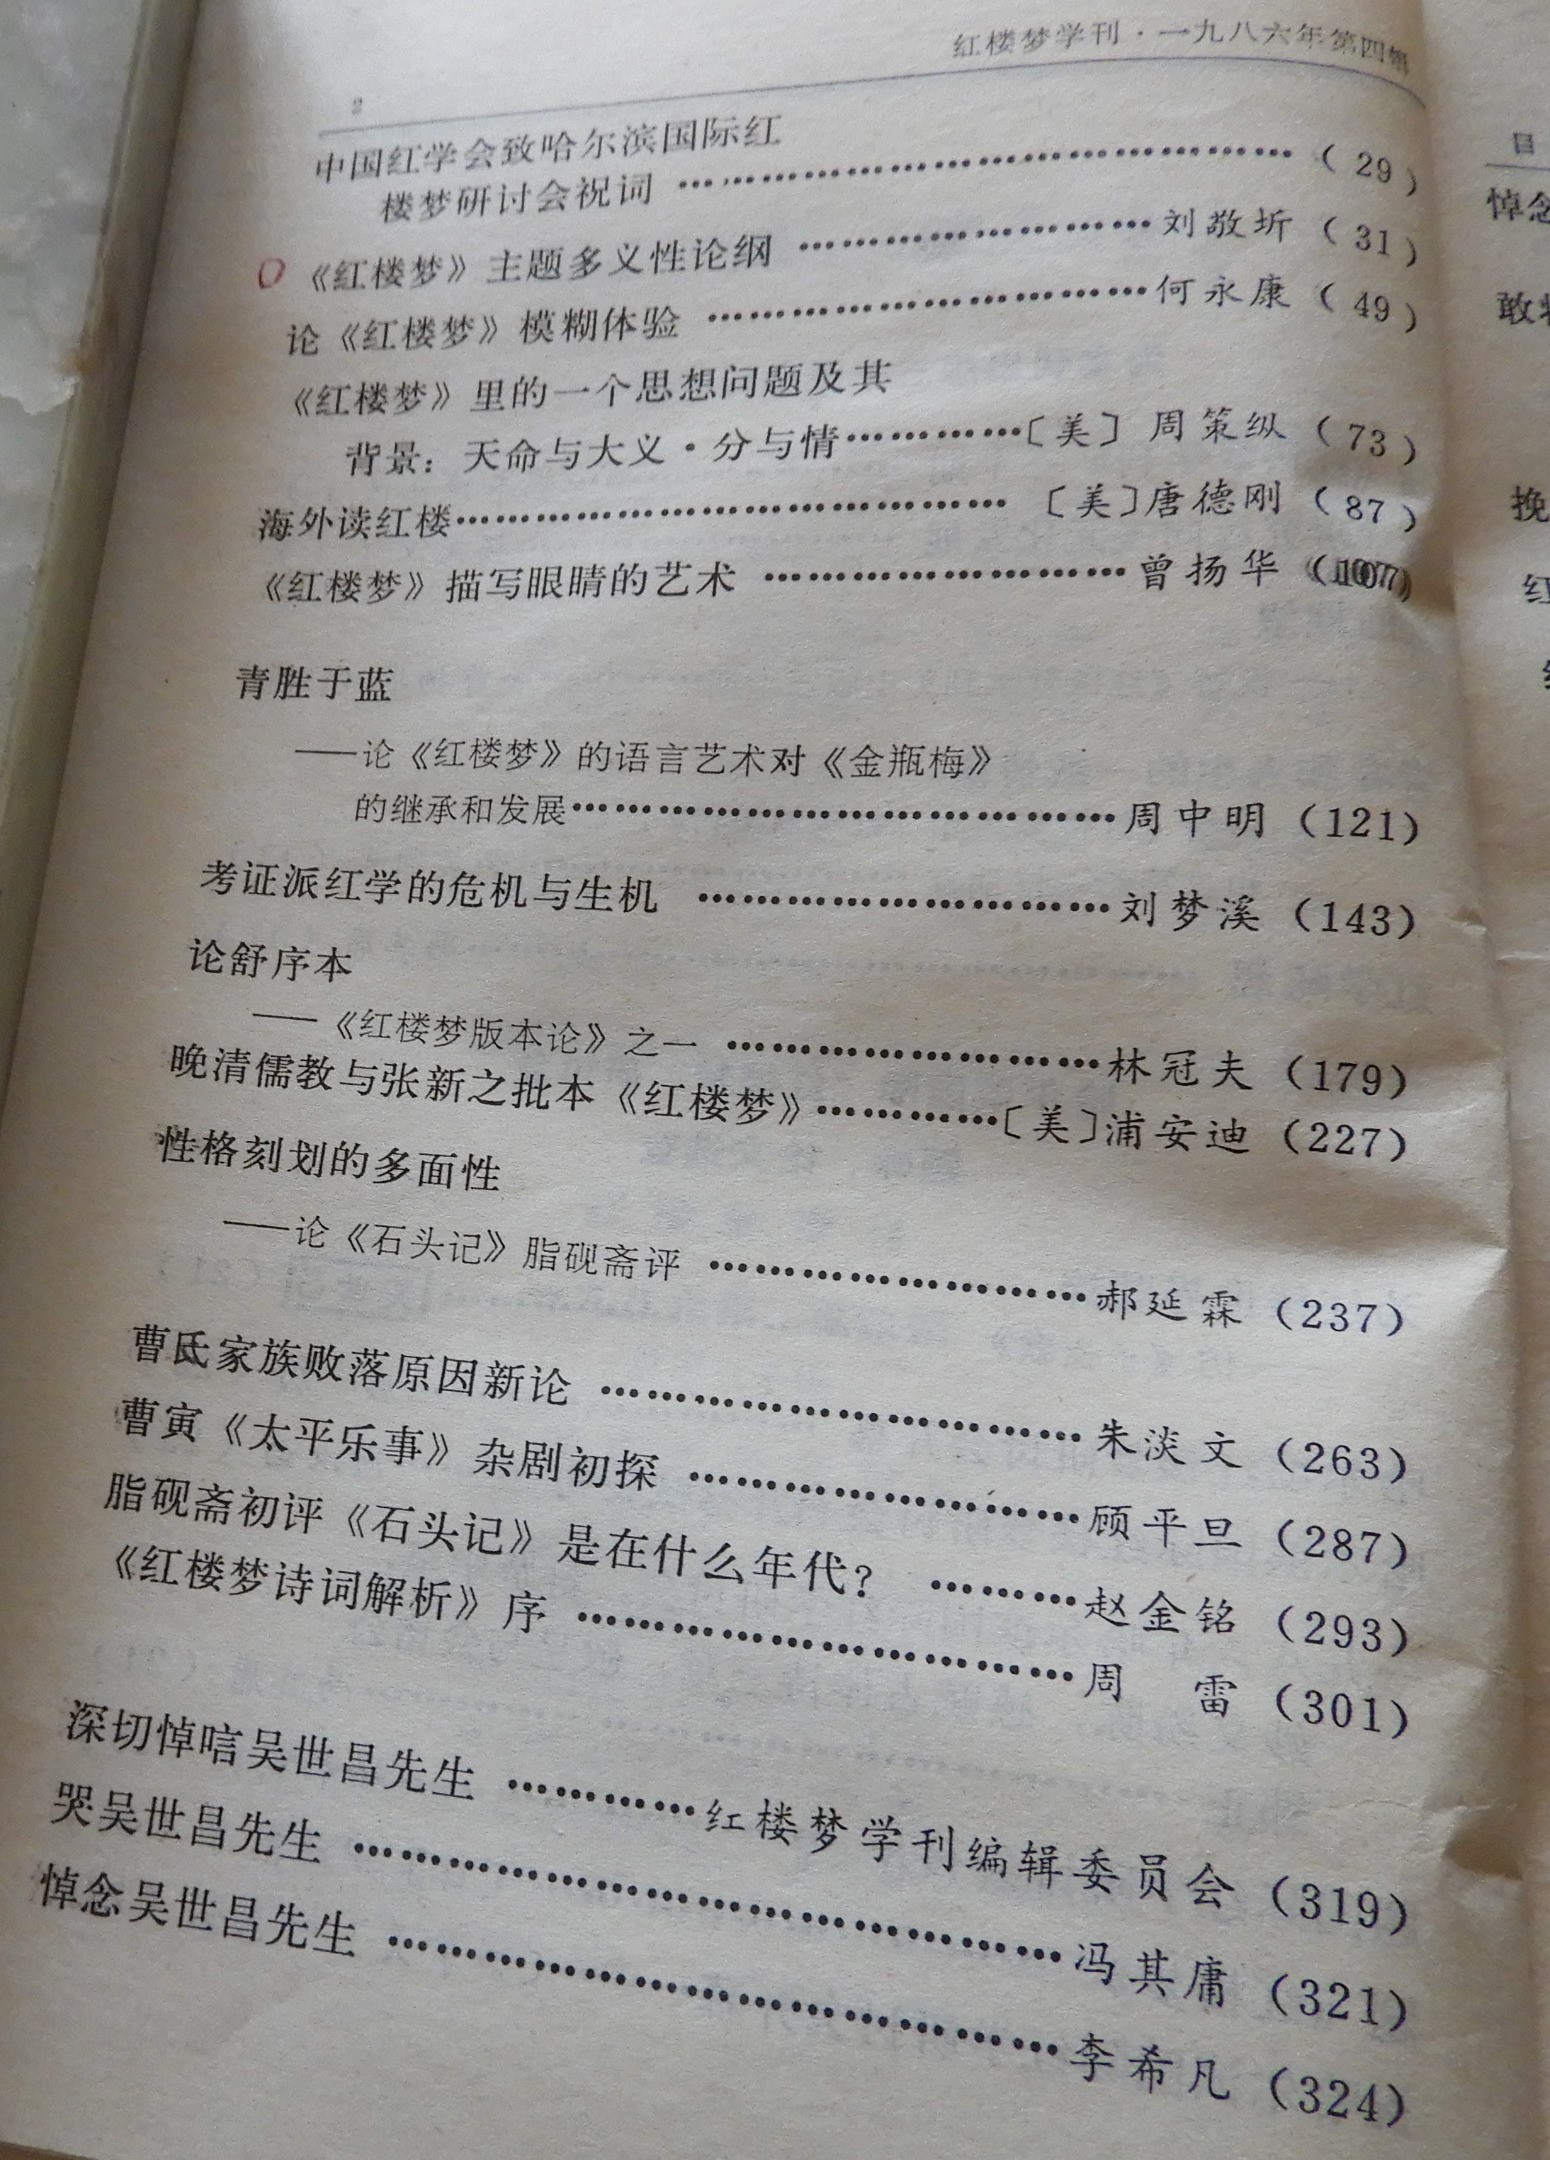 红楼梦学刊·一九八六年第四辑
2
中国红学会致哈尔滨国际红
楼梦研讨会祝词 ……………………………………（29）
《红楼梦》主题多义性论纲 ……………………刘敬圻（31）
论《红楼梦》模糊体验 ……………………………何永康（49）
《红楼梦》里的一个思想问题及其
背景：天命与大义·分与情…………〔美〕周策纵（73）
海外读红楼………………………………… 〔美〕唐德刚（87）
《红楼梦》描写眼睛的艺术 ………………………曾扬华（107）
青胜于蓝
——论《红楼梦》的语言艺术对《金瓶梅》
的继承和发展…………………………………周中明（121）
考证派红学的危机与生机 …………………………刘梦溪（143）
论舒序本
——《红楼梦版本论》之一 ………………………林冠夫（179）
晚清儒教与张新之批本《红楼梦》…………〔美〕浦安迪（227）
性格刻划的多面性
——论《石头记》脂砚斋评 ………………………郝延霖（237）
曹氏家族败落原因新论 ……………………………朱淡文（263）
曹寅《太平乐事》杂剧初探 ………………………顾平旦（287）
脂砚斋初评《石头记》是在什么年代？ ………赵金铭（293）
《红楼梦诗词解析》序 ……………………………周 雷（301）
深切悼唁吴世昌先生 …………红楼梦学刊编辑委员会（319）
哭吴世昌先生 …………………………………………冯其庸（321）
悼念吴世昌先生 ………………………………………李希凡（324）
目
悼念
敢
挽
红